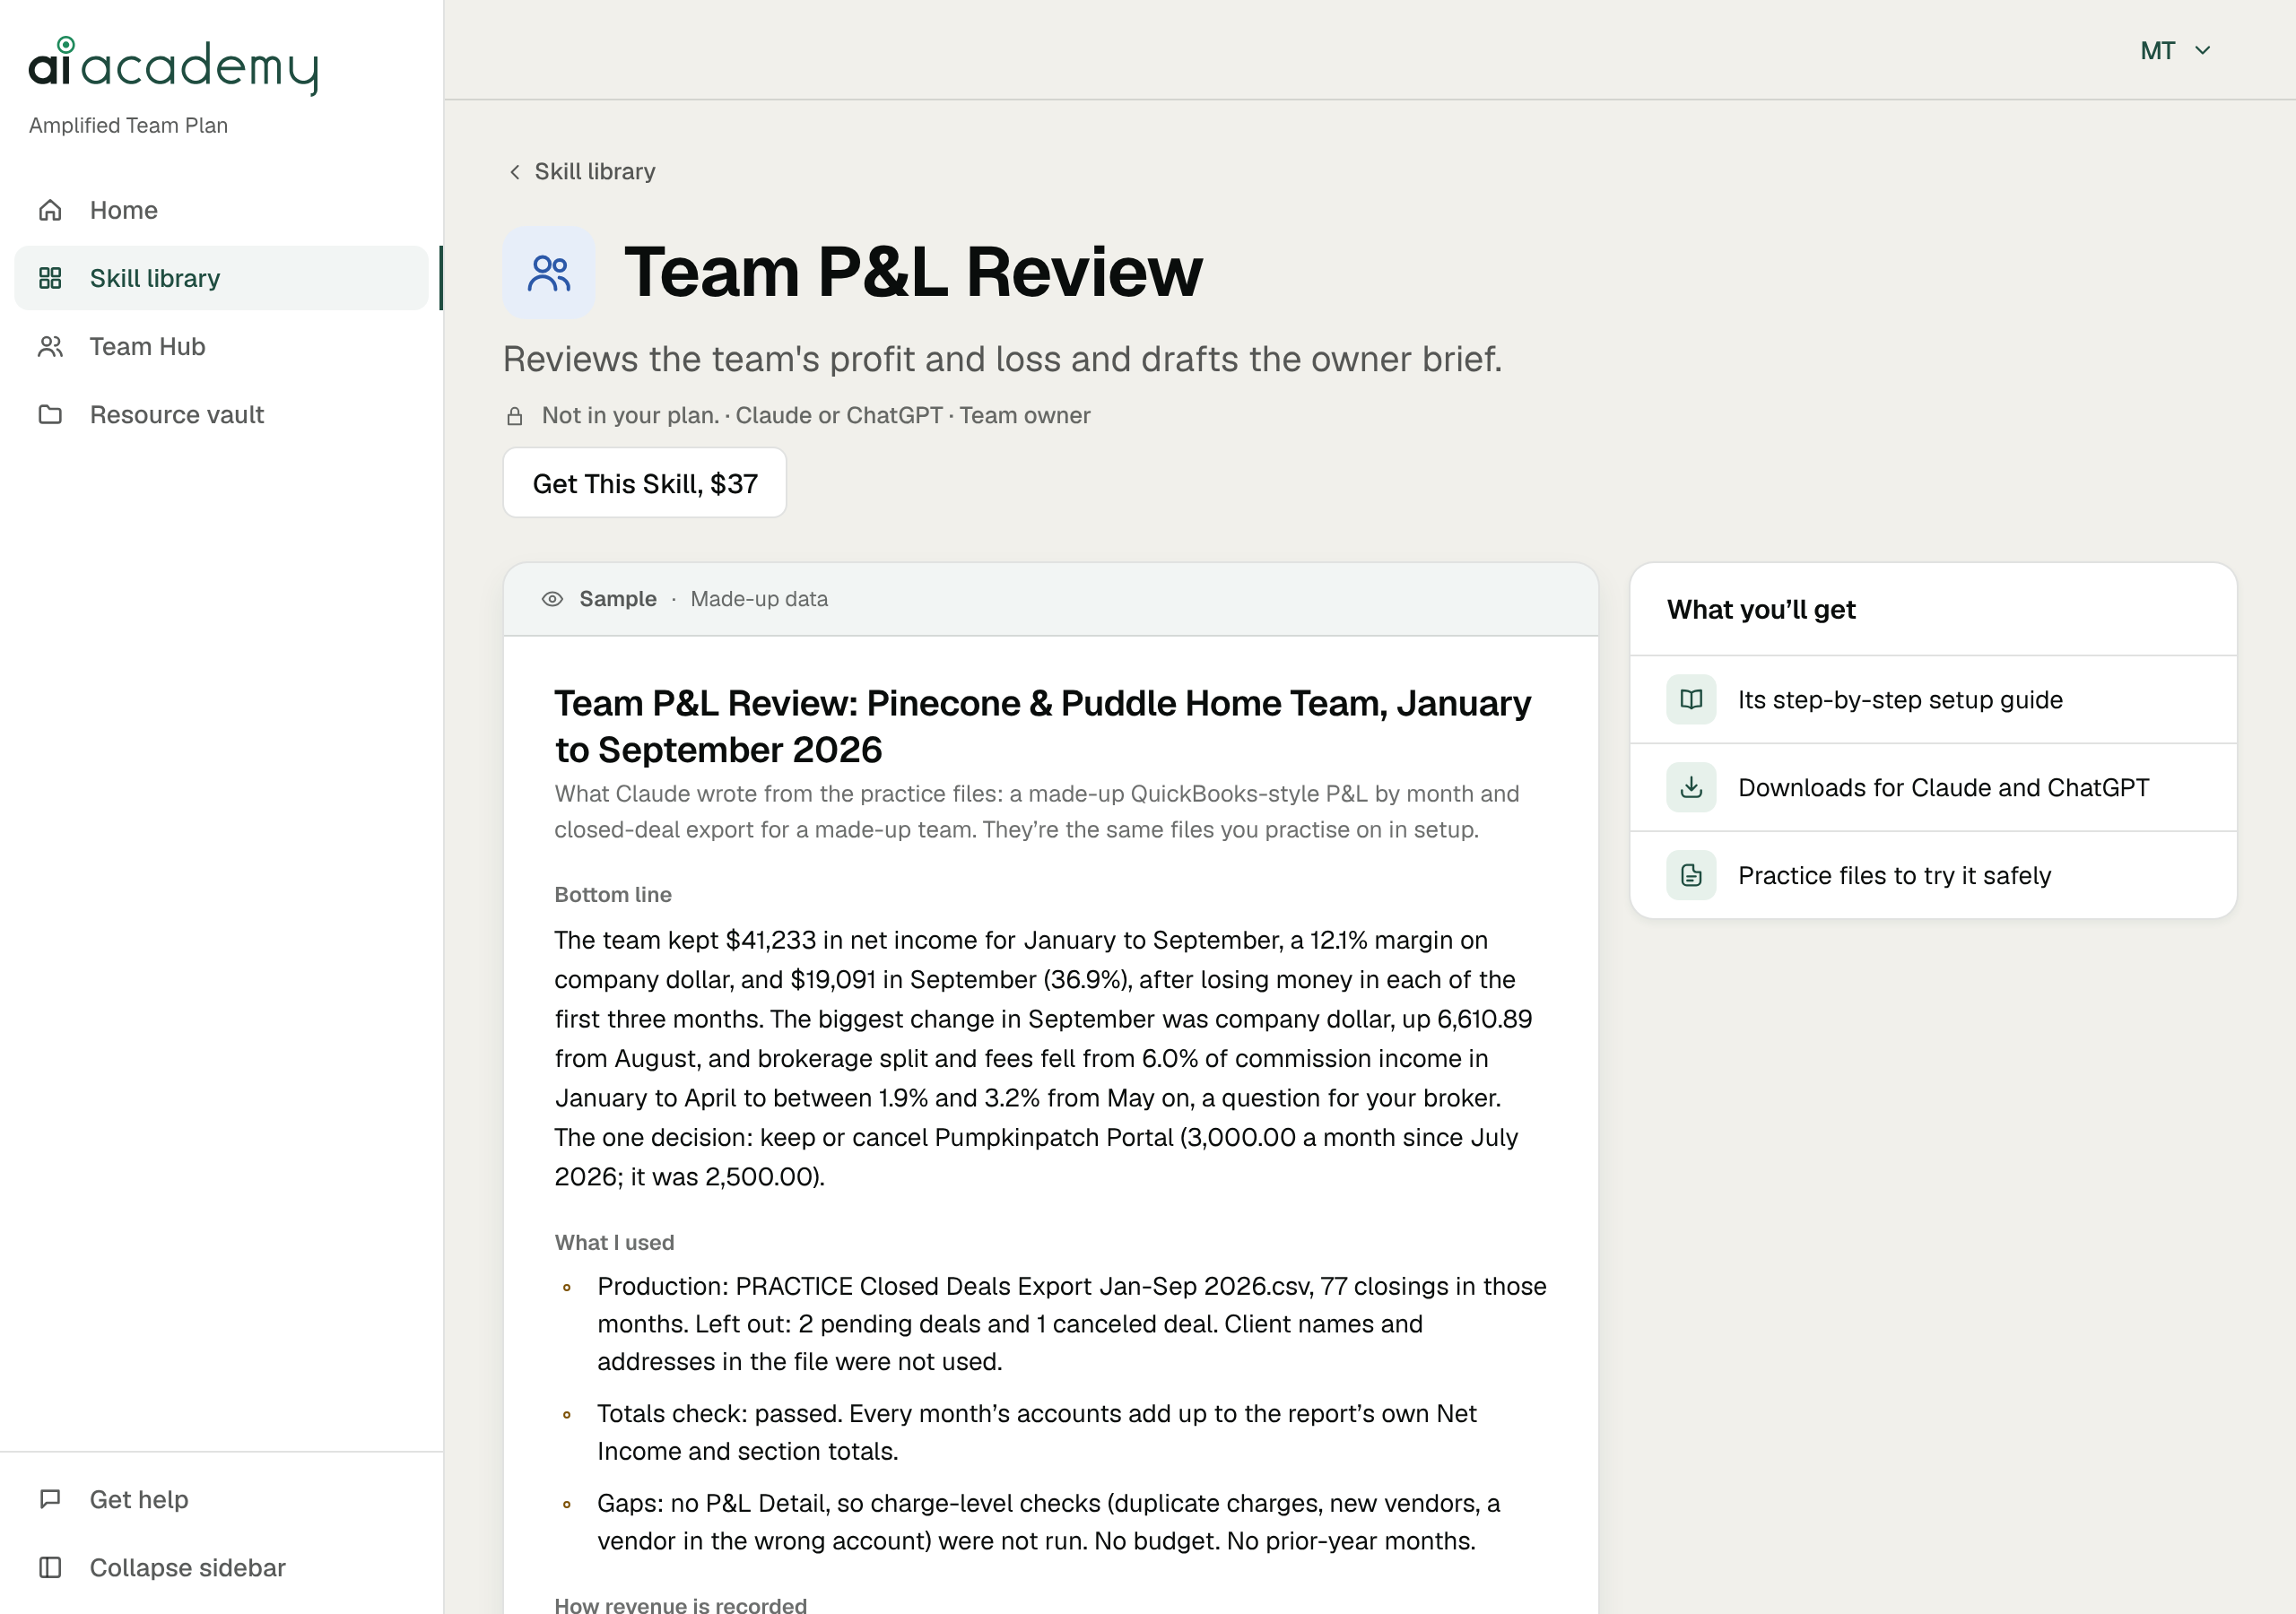 ai academy
Amplified Team Plan
Home
Skill library
Team Hub
Resource vault
Get help
Collapse sidebar
MT
Skill library
Team P&L Review
Reviews the team's profit and loss and drafts the owner brief.
Not in your plan. · Claude or ChatGPT · Team owner
Get This Skill, $37
Sample · Made-up data
Team P&L Review: Pinecone & Puddle Home Team, January
to September 2026
What Claude wrote from the practice files: a made-up QuickBooks-style P&L by month and
closed-deal export for a made-up team. They’re the same files you practise on in setup.
Bottom line
The team kept $41,233 in net income for January to September, a 12.1% margin on
company dollar, and $19,091 in September (36.9%), after losing money in each of the
first three months. The biggest change in September was company dollar, up 6,610.89
from August, and brokerage split and fees fell from 6.0% of commission income in
January to April to between 1.9% and 3.2% from May on, a question for your broker.
The one decision: keep or cancel Pumpkinpatch Portal (3,000.00 a month since July
2026; it was 2,500.00).
What I used
Production: PRACTICE Closed Deals Export Jan-Sep 2026.csv, 77 closings in those
months. Left out: 2 pending deals and 1 canceled deal. Client names and
addresses in the file were not used.
Totals check: passed. Every month’s accounts add up to the report’s own Net
Income and section totals.
Gaps: no P&L Detail, so charge-level checks (duplicate charges, new vendors, a
vendor in the wrong account) were not run. No budget. No prior-year months.
How revenue is recorded
What you’ll get
Its step-by-step setup guide
Downloads for Claude and ChatGPT
Practice files to try it safely